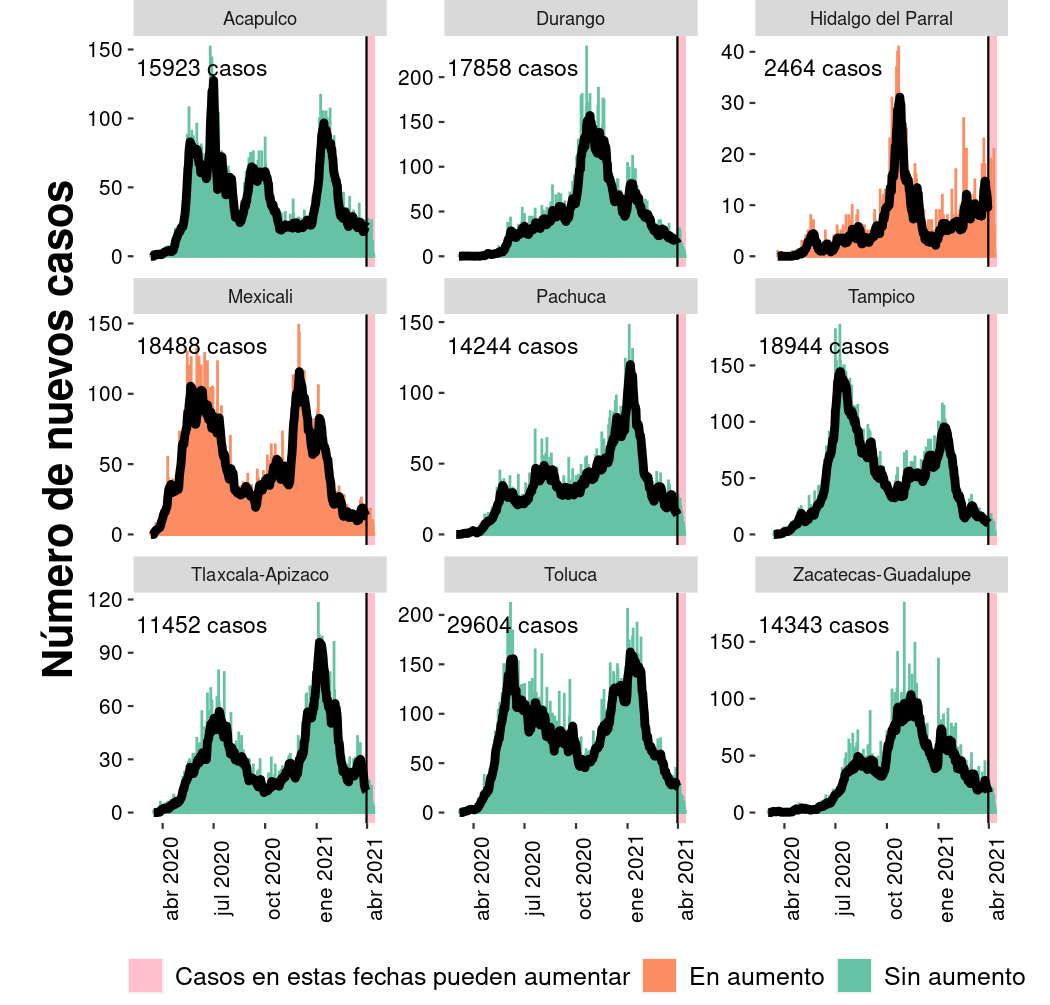 Número de nuevos casos
Acapulco
Durango
Hidalgo del Parral
150
100
50
0
15923 casos
200
150
100
50
0
17858 casos
40
30
20
10
0
2464 casos
Mexicali
Pachuca
Tampico
150
100
50
0
18488 casos
150
100
50
0
14244 casos
150
100
50
0
18944 casos
Tlaxcala-Apizaco
Toluca
Zacatecas-Guadalupe
120
90
60
30
0
11452 casos
200
150
100
50
0
29604 casos
150
100
50
0
14343 casos
abr 2020
jul 2020
oct 2020
ene 2021
abr 2021
abr 2020
jul 2020
oct 2020
ene 2021
abr 2021
abr 2020
jul 2020
oct 2020
ene 2021
abr 2021
Casos en estas fechas pueden aumentar
En aumento
Sin aumento